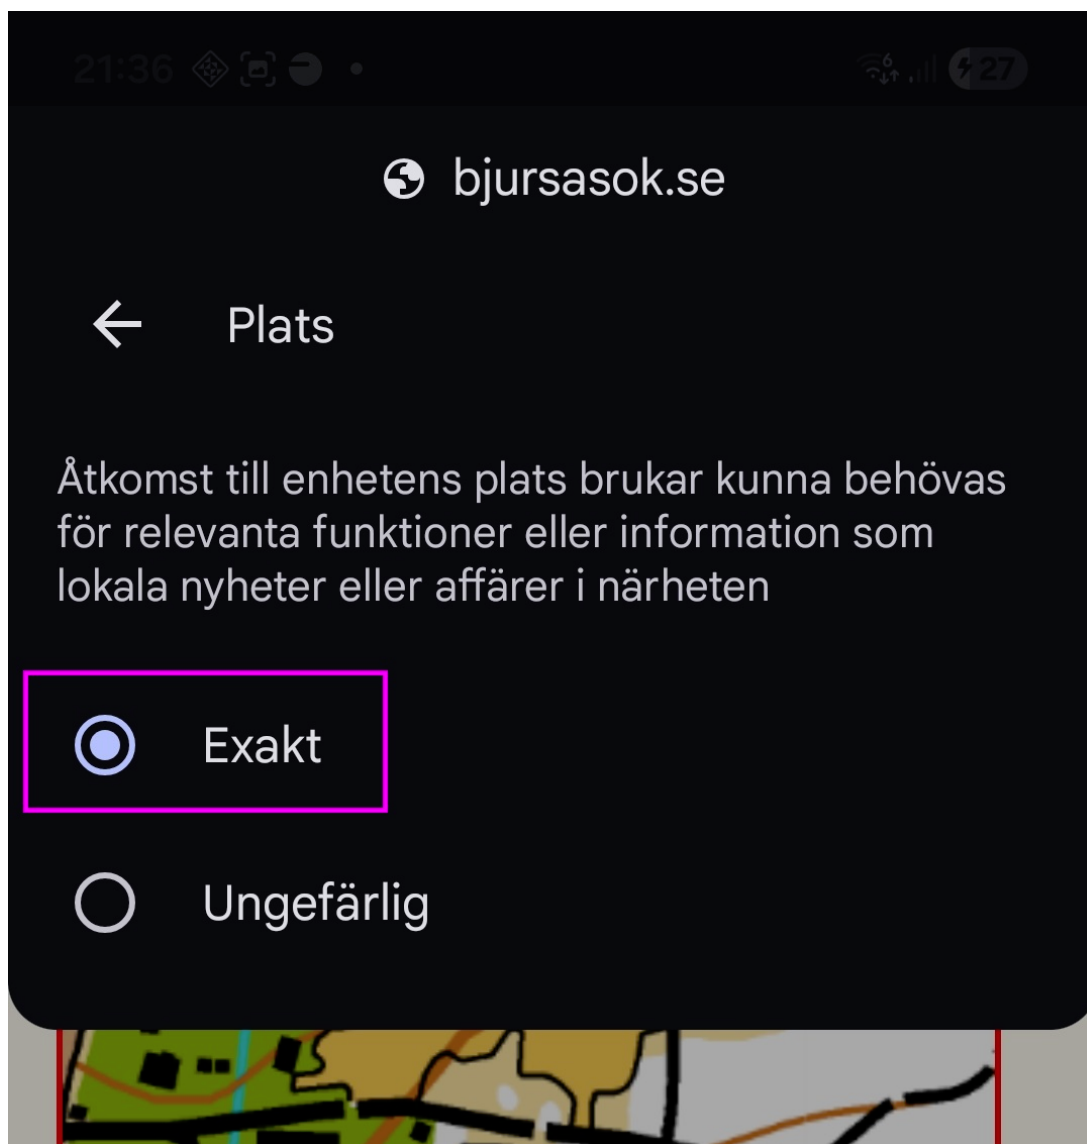 21:36
6
27
bjursasok.se
Plats
Åtkomst till enhetens plats brukar kunna behövas
för relevanta funktioner eller information som
lokala nyheter eller affärer i närheten
Exakt
Ungefärlig